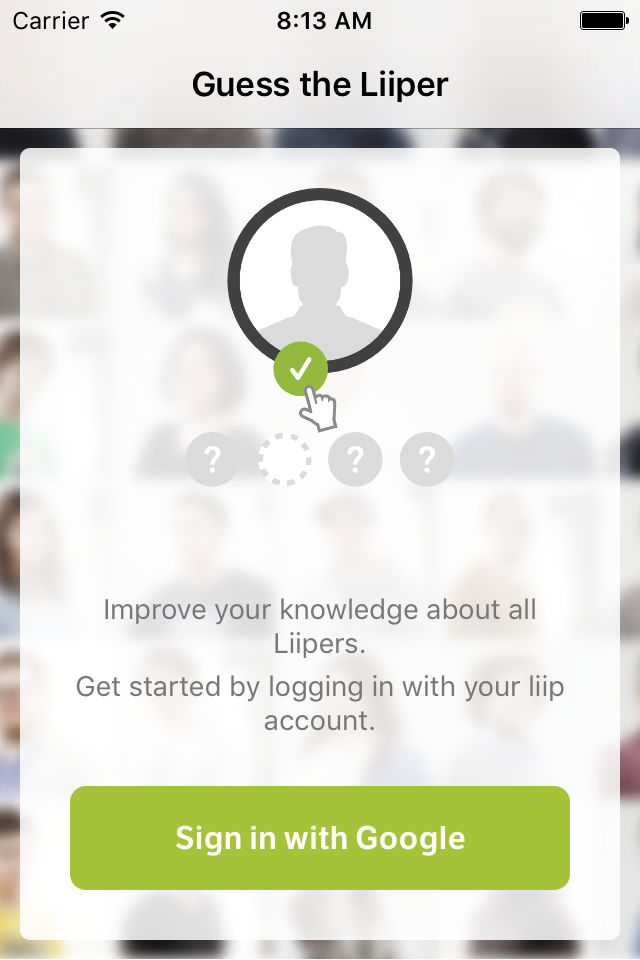 Carrier 8:13 AM
Guess the Liiper
? ? ?
Improve your knowledge about all
Liipers.
Get started by logging in with your liip
account.
Sign in with Google